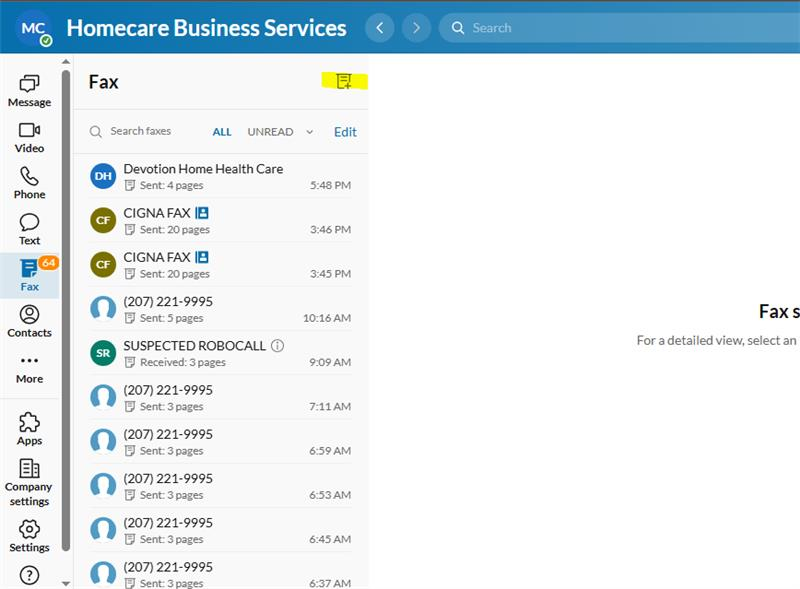 MC Homecare Business Services Search
Message
Video
Phone
Text
64
Fax
Contacts
More
Apps
Company
settings
Settings
Fax
Search faxes ALL UNREAD Edit
DH Devotion Home Health Care
Sent: 4 pages 5:48 PM
CF CIGNA FAX
Sent: 20 pages 3:46 PM
CF CIGNA FAX
Sent: 20 pages 3:45 PM
(207) 221-9995
Sent: 5 pages 10:16 AM
SR SUSPECTED ROBOCALL
Received: 3 pages 9:09 AM
(207) 221-9995
Sent: 3 pages 7:11 AM
(207) 221-9995
Sent: 3 pages 6:59 AM
(207) 221-9995
Sent: 3 pages 6:53 AM
(207) 221-9995
Sent: 3 pages 6:45 AM
(207) 221-9995
Sent: 3 pages 6:37 AM
Fax s
For a detailed view, select an